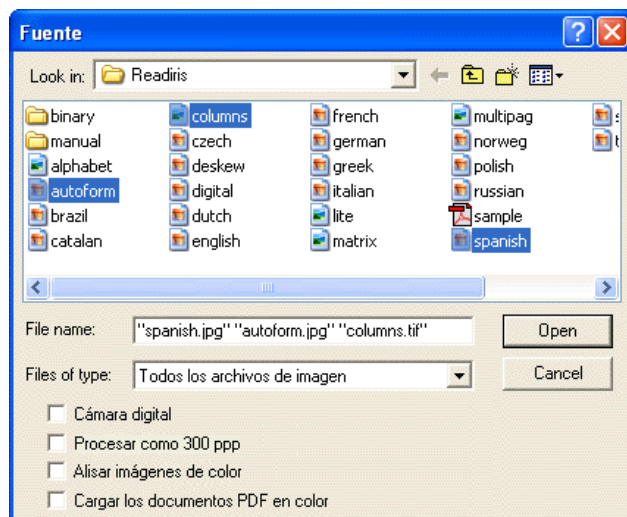 Fuente
Look in: Readiris
binary columns french multipag s
manual czech german norweg t
alphabet deskew greek polish
autoform digital italian russian
brazil dutch lite sample
catalan english matrix spanish
File name: "spanish.jpg" "autoform.jpg" "columns.tif" Open
Files of type: Todos los archivos de imagen Cancel
Cámara digital
Procesar como 300 ppp
Alisar imágenes de color
Cargar los documentos PDF en color